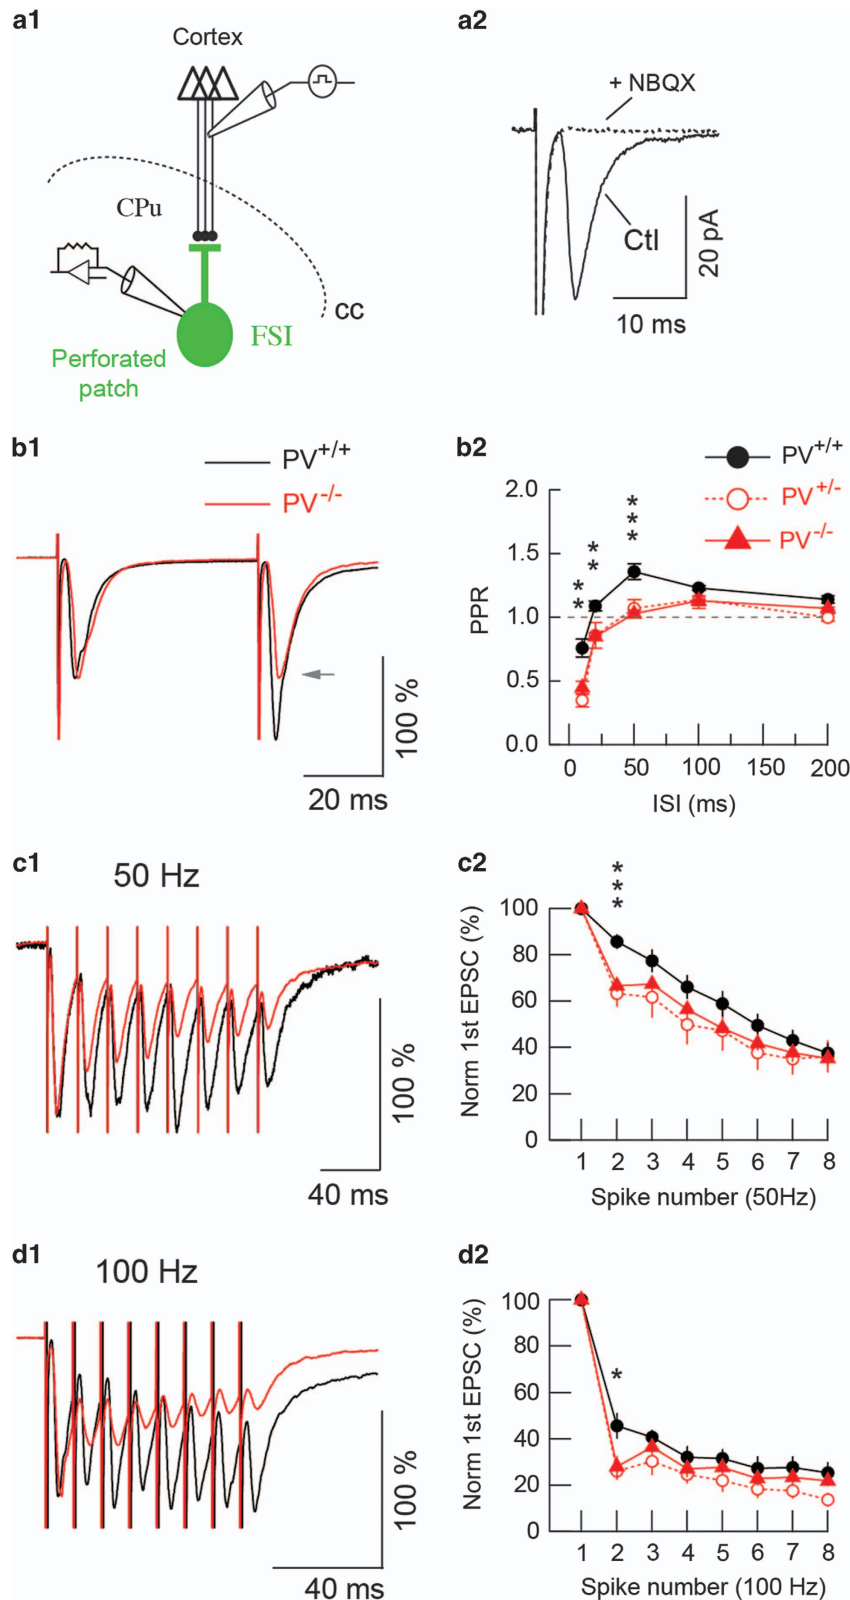 a1
Cortex
CPu
cc
FSI
Perforated
patch
a2
+ NBQX
Ctl
20 pA
10 ms
b1
PV+/+
PV-/-
100 %
20 ms
b2
PV+/+
PV+/-
PV-/-
* *
* *
* * *
2.0
1.5
1.0
0.5
0.0
PPR
0 50 100 150 200
ISI (ms)
c1
50 Hz
100 %
40 ms
c2
* * *
100
80
60
40
20
0
Norm 1st EPSC (%)
1 2 3 4 5 6 7 8
Spike number (50Hz)
d1
100 Hz
100 %
40 ms
d2
*
100
80
60
40
20
0
Norm 1st EPSC (%)
1 2 3 4 5 6 7 8
Spike number (100 Hz)